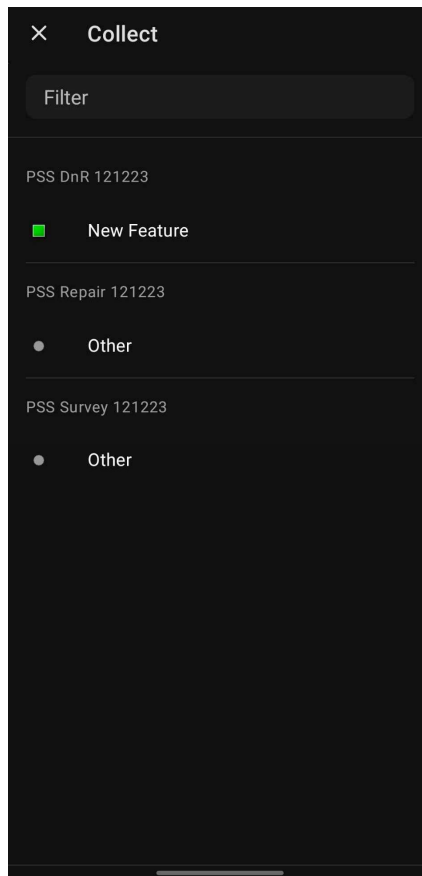 Collect
Filter
PSS DnR 121223
New Feature
PSS Repair 121223
Other
PSS Survey 121223
Other